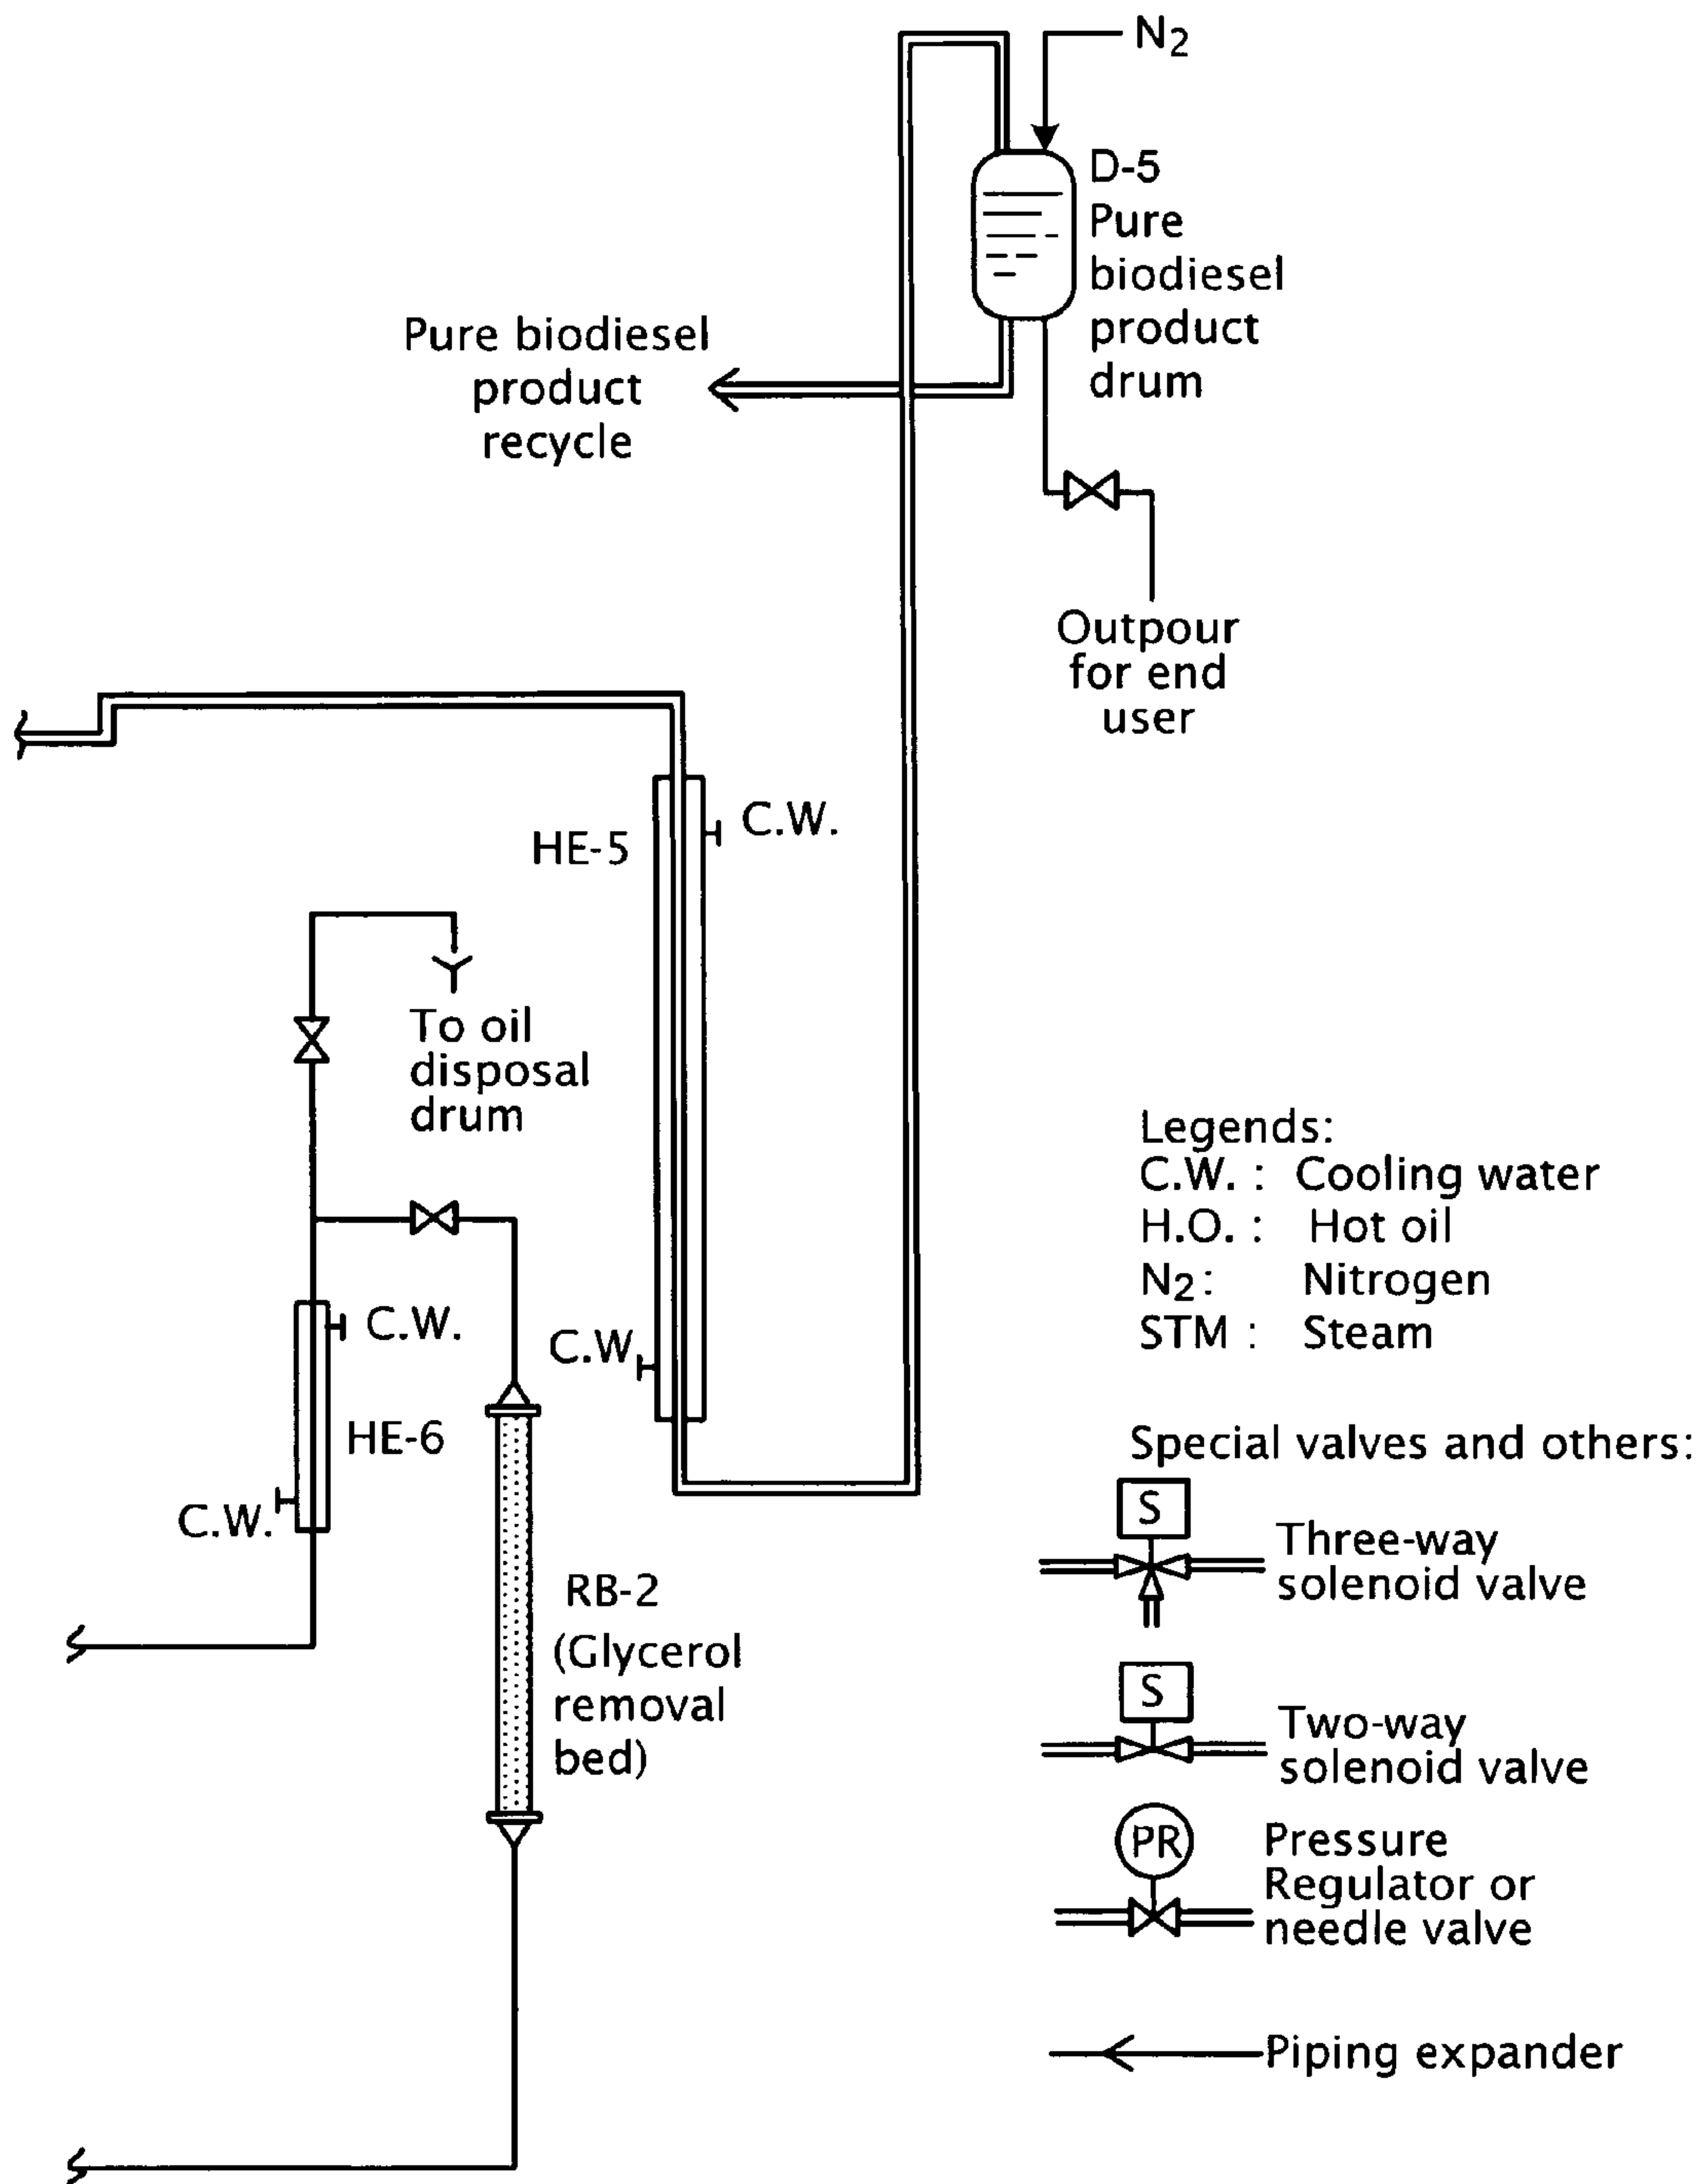 N2
D-5
Pure
biodiesel
product
drum
Pure biodiesel
product
recycle
Outpour
for end
user
C.W.
HE-5
To oil
disposal
drum
C.W.
C.W
HE-6
C.W.
RB-2
(Glycerol
removal
bed)
Legends:
C.W. : Cooling water
H.O. : Hot oil
N2 : Nitrogen
STM : Steam
Special valves and others:
S
Three-way
solenoid valve
S
Two-way
solenoid valve
PR
Pressure
Regulator or
needle valve
Piping expander